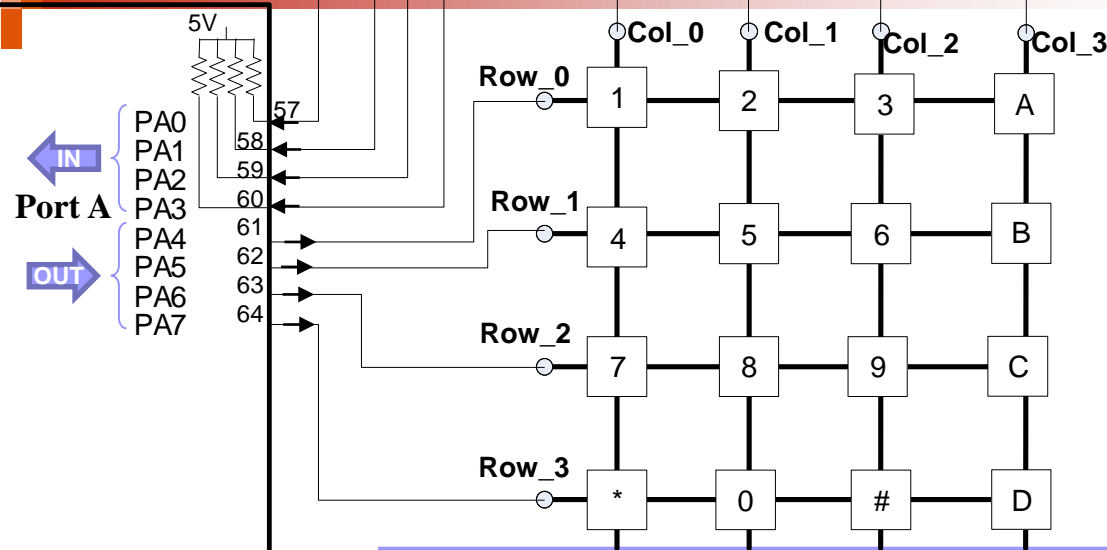 5V
Col_0 Col_1 Col_2 Col_3
Row_0 1 2 3 A
PA0 57
PA1 58
IN
PA2 59
Port A PA3 60
PA4 61
PA5 62
OUT
PA6 63
PA7 64
Row_1 4 5 6 B
Row_2 7 8 9 C
Row_3 * 0 # D